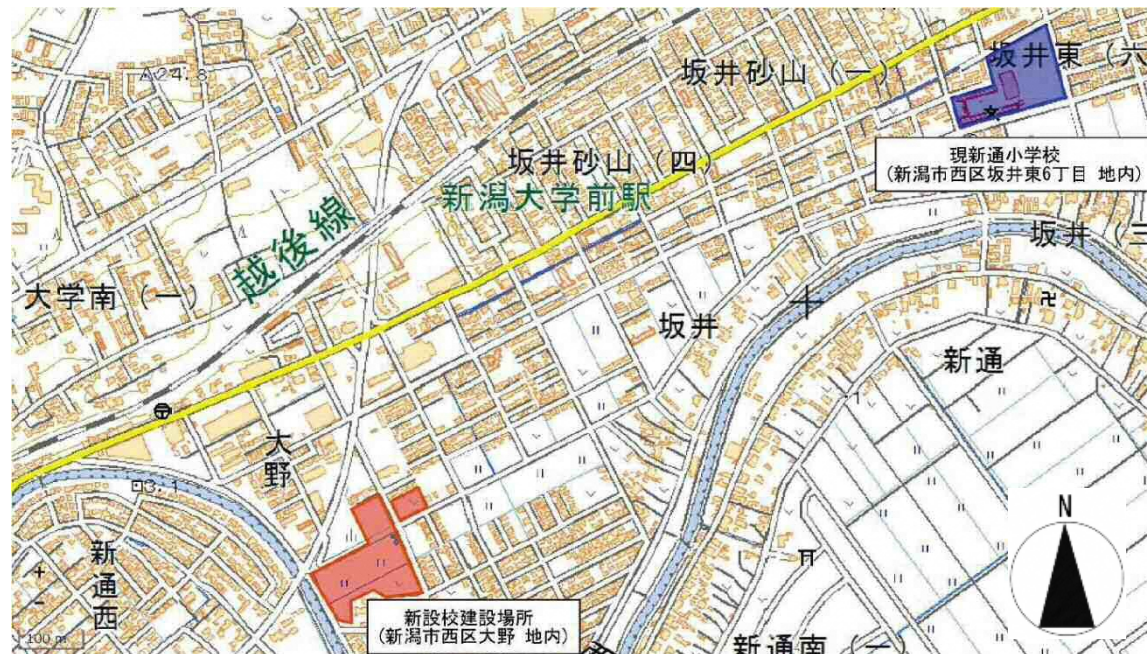 24.8
坂井東（六
坂井砂山（一）
現新通小学校
(新潟市西区坂井東6丁目 地内)
坂井砂山（四）
新潟大学前駅
越後線
坂井（三
大学南（一）
坂井
新通
大野
3.1
新通西
N
新設校建設場所
(新潟市西区大野 地内)
新通南（一
100 m